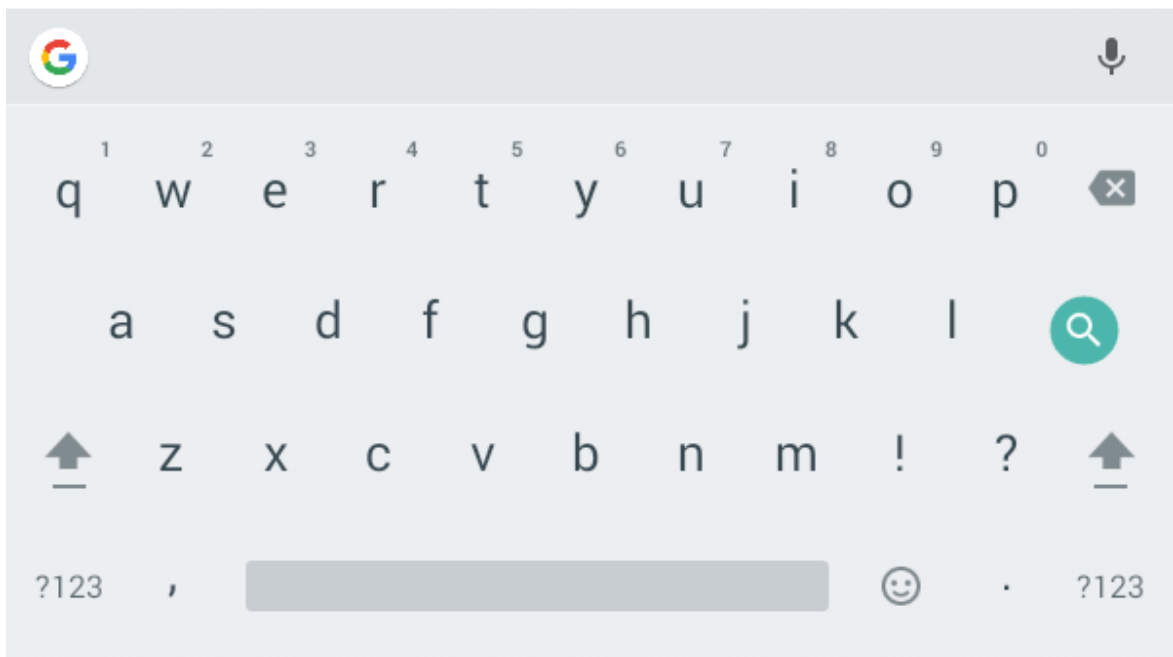 G
1 2 3 4 5 6 7 8 9 0
q w e r t y u i o p
a s d f g h j k l
z x c v b n m ! ?
?123 , . ?123